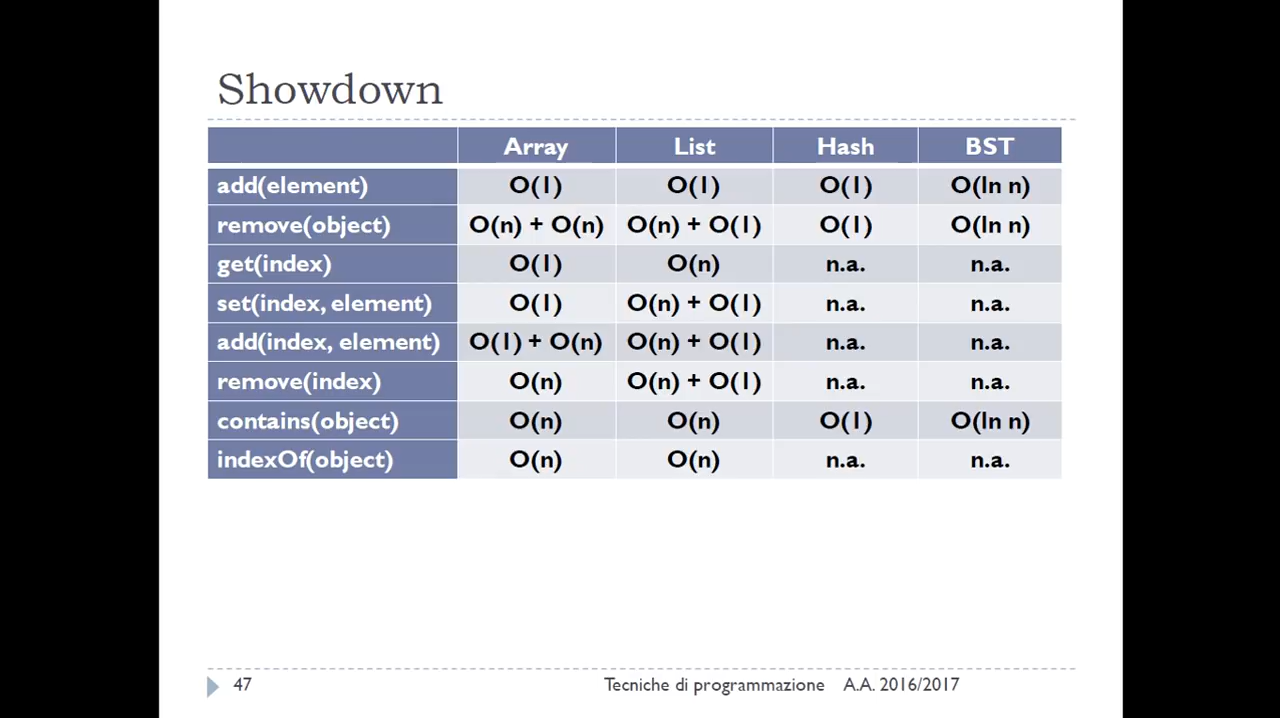 Showdown
Array List Hash BST
add(element) O(1) O(1) O(1) O(ln n)
remove(object) O(n) + O(n) O(n) + O(1) O(1) O(ln n)
get(index) O(1) O(n) n.a. n.a.
set(index, element) O(1) O(n) + O(1) n.a. n.a.
add(index, element) O(1) + O(n) O(n) + O(1) n.a. n.a.
remove(index) O(n) O(n) + O(1) n.a. n.a.
contains(object) O(n) O(n) O(1) O(ln n)
indexOf(object) O(n) O(n) n.a. n.a.
47 Tecniche di programmazione A.A. 2016/2017